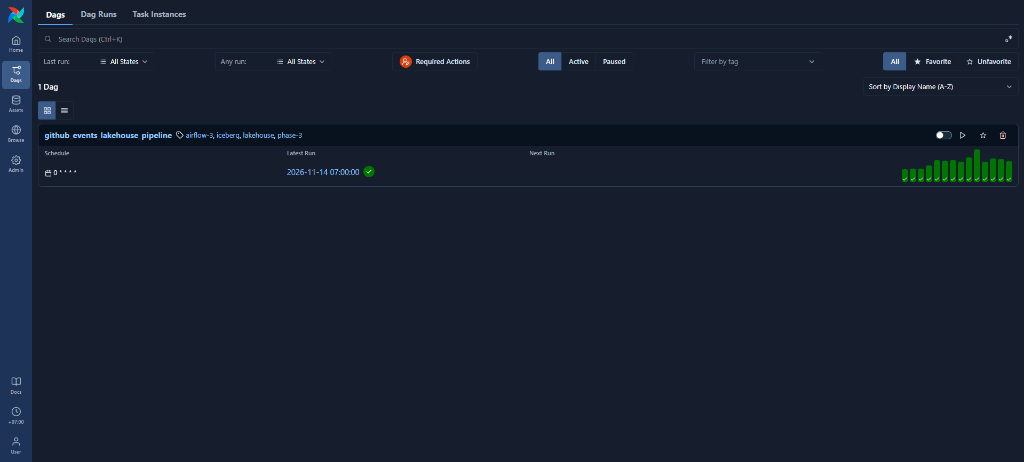 Dags
Dag Runs
Task Instances
Home
Search Dags (Ctrl+K)
Last run:
All States
Any run:
All States
Required Actions
All
Active
Paused
Filter by tag
All
Favorite
Unfavorite
Dags
1 Dag
Sort by Display Name (A-Z)
Assets
github_events_lakehouse_pipeline
airflow-3, iceberg, lakehouse, phase-3
Browse
Schedule
Latest Run
Next Run
Admin
0 * * * *
2026-11-14 07:00:00
Docs
+07:00
User